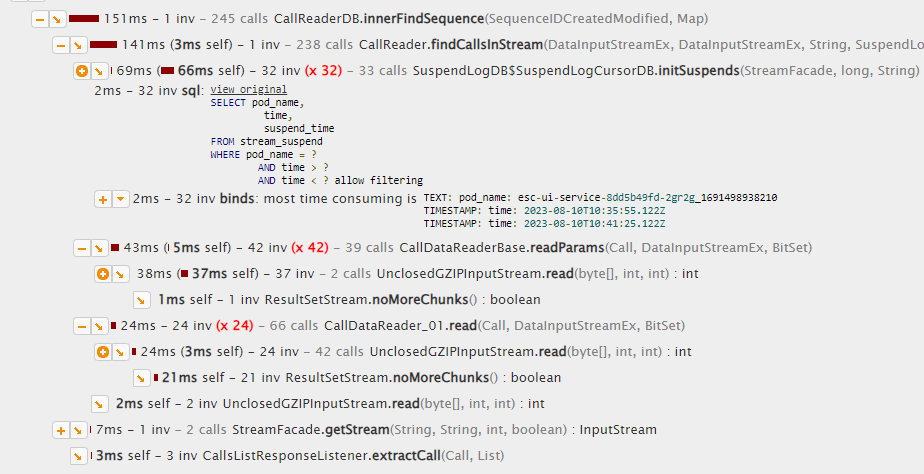 151ms – 1 inv – 245 calls CallReaderDB.innerFindSequence(SequenceIDCreatedModified, Map)
141ms (3ms self) – 1 inv – 238 calls CallReader.findCallsInStream(DataInputStreamEx, DataInputStreamEx, String, SuspendLo
69ms (66ms self) – 32 inv (x 32) – 33 calls SuspendLogDB$SuspendLogCursorDB.initSuspends(StreamFacade, long, String)
2ms – 32 inv sql: view original
SELECT pod_name,
time,
suspend_time
FROM stream_suspend
WHERE pod_name = ?
AND time > ?
AND time < ? allow filtering
2ms – 32 inv binds: most time consuming is TEXT: pod_name: esc-ui-service-8dd5b49fd-2gr2g_1691498938210
TIMESTAMP: time: 2023-08-10T10:35:55.122Z
TIMESTAMP: time: 2023-08-10T10:41:25.122Z
43ms (5ms self) – 42 inv (x 42) – 39 calls CallDataReaderBase.readParams(Call, DataInputStreamEx, BitSet)
38ms (37ms self) – 37 inv – 2 calls UnclosedGZIPInputStream.read(byte[], int, int) : int
1ms self – 1 inv ResultSetStream.noMoreChunks() : boolean
24ms – 24 inv (x 24) – 66 calls CallDataReader_01.read(Call, DataInputStreamEx, BitSet)
24ms (3ms self) – 24 inv – 42 calls UnclosedGZIPInputStream.read(byte[], int, int) : int
21ms self – 21 inv ResultSetStream.noMoreChunks() : boolean
2ms self – 2 inv UnclosedGZIPInputStream.read(byte[], int, int) : int
7ms – 1 inv – 2 calls StreamFacade.getStream(String, String, int, boolean) : InputStream
3ms self – 3 inv CallsListResponseListener.extractCall(Call, List)